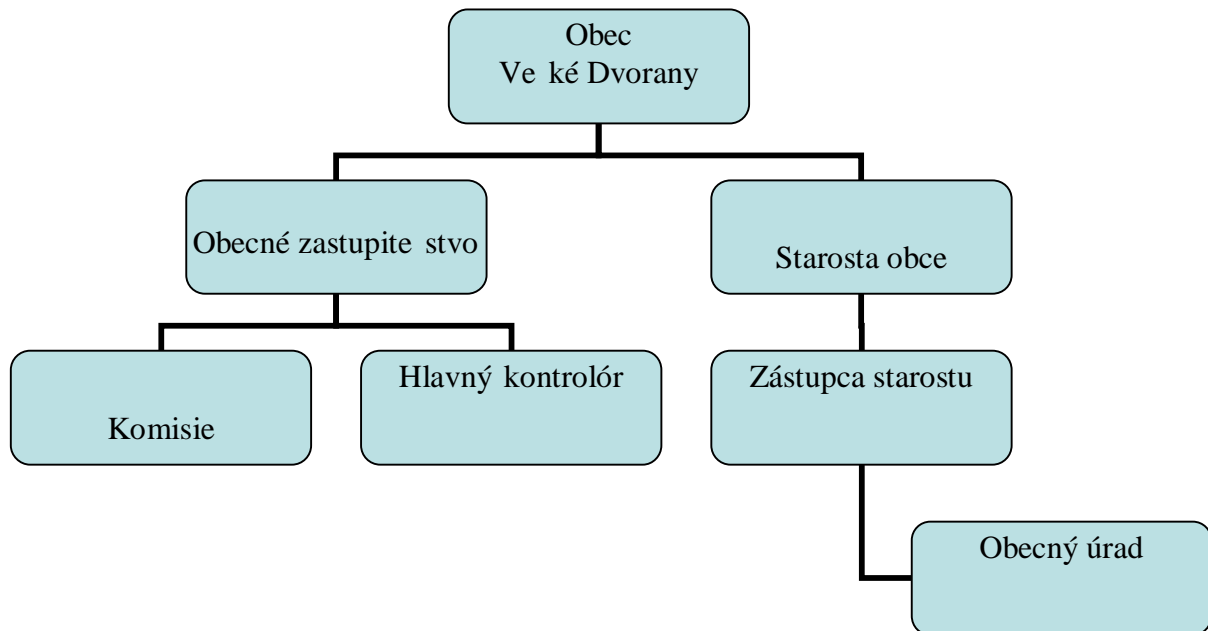 Obec
Ve ké Dvorany
Obecné zastupite stvo
Starosta obce
Komisie
Hlavný kontrolór
Zástupca starostu
Obecný úrad